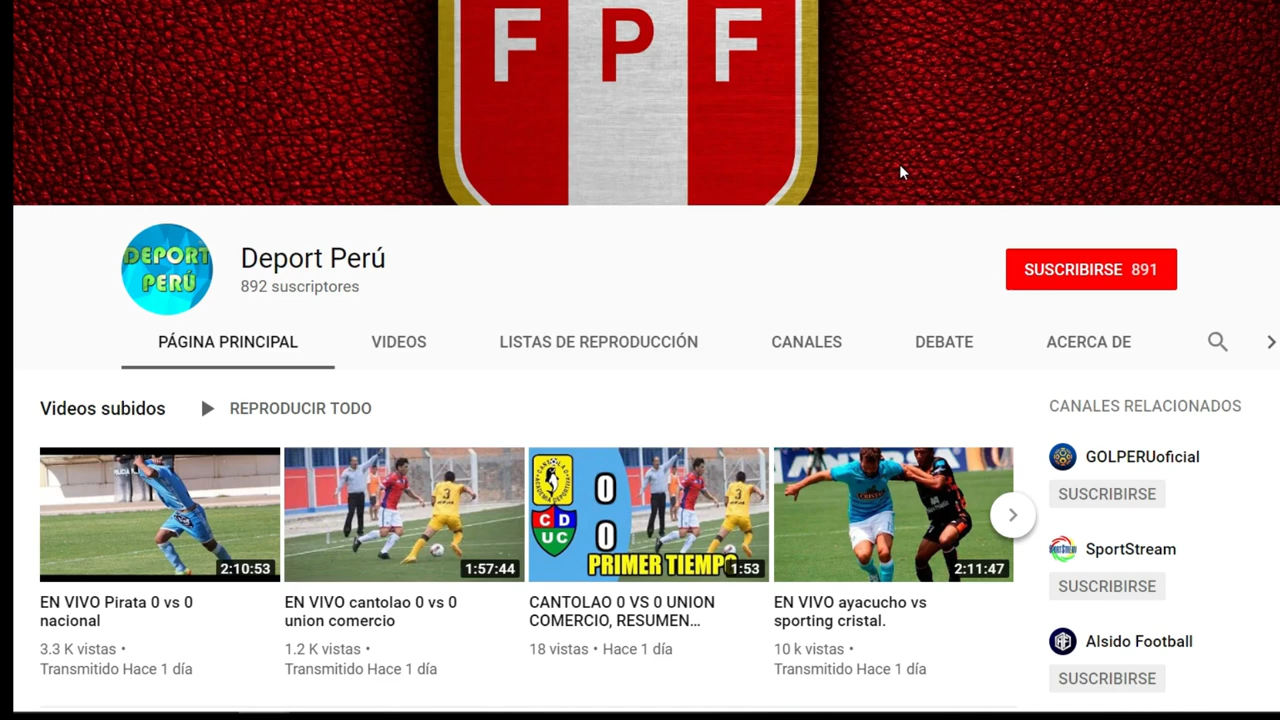 F P F
DEPORT
PERÚ
Deport Perú
892 suscriptores
SUSCRIBIRSE 891
PÁGINA PRINCIPAL VIDEOS LISTAS DE REPRODUCCIÓN CANALES DEBATE ACERCA DE
Videos subidos REPRODUCIR TODO
CANALES RELACIONADOS
2:10:53
EN VIVO Pirata 0 vs 0
nacional
3.3 K vistas •
Transmitido Hace 1 día
3
1:57:44
EN VIVO cantolao 0 vs 0
union comercio
1.2 K vistas •
Transmitido Hace 1 día
CANTOLAO
0
0
C D
U C
3
PRIMER TIEMPO
1:53
CANTOLAO 0 VS 0 UNION
COMERCIO, RESUMEN...
18 vistas • Hace 1 día
CRISTAL
2:11:47
EN VIVO ayacucho vs
sporting cristal.
10 k vistas •
Transmitido Hace 1 día
GOLPERUoficial
SUSCRIBIRSE
SportStream
SUSCRIBIRSE
Alsido Football
SUSCRIBIRSE